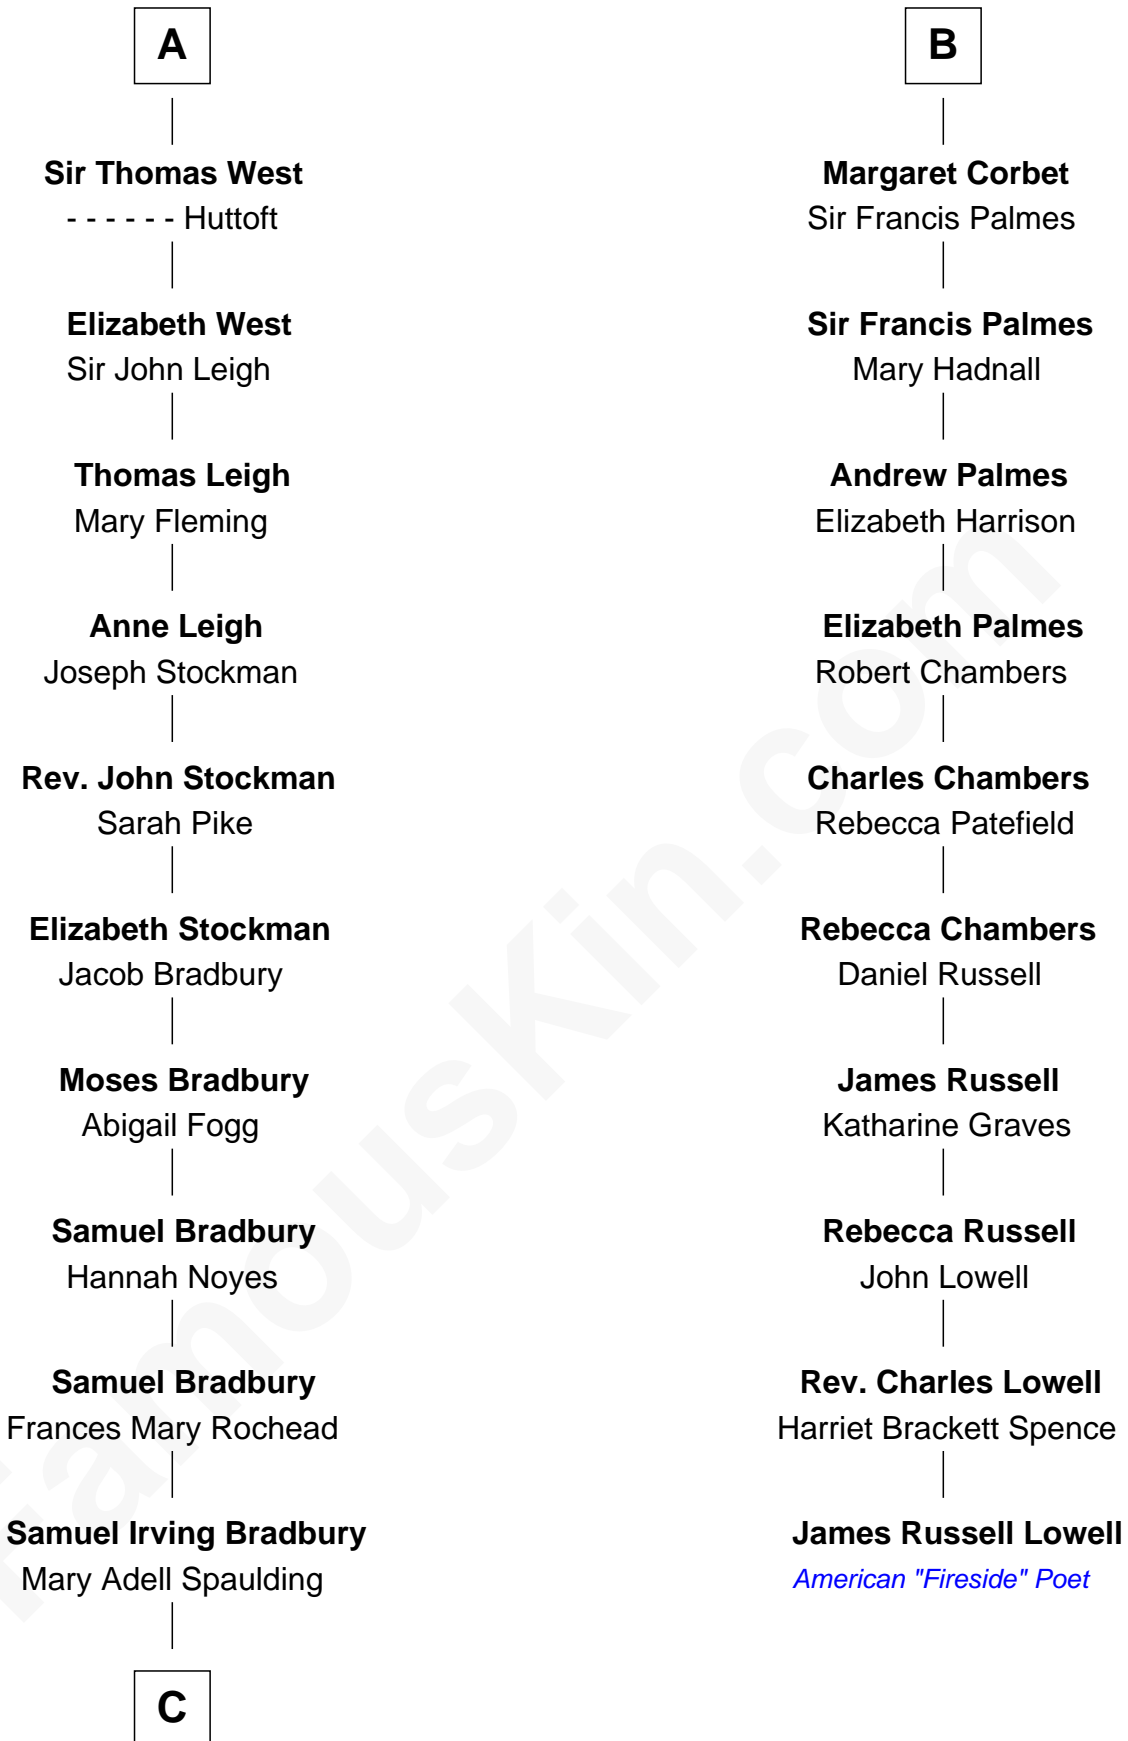 A
Sir Thomas West
- - - - - - Huttoft
Elizabeth West
Sir John Leigh
Thomas Leigh
Mary Fleming
Anne Leigh
Joseph Stockman
Rev. John Stockman
Sarah Pike
Elizabeth Stockman
Jacob Bradbury
Moses Bradbury
Abigail Fogg
Samuel Bradbury
Hannah Noyes
Samuel Bradbury
Frances Mary Rochead
Samuel Irving Bradbury
Mary Adell Spaulding
C
B
Margaret Corbet
Sir Francis Palmes
Sir Francis Palmes
Mary Hadnall
Andrew Palmes
Elizabeth Harrison
Elizabeth Palmes
Robert Chambers
Charles Chambers
Rebecca Patefield
Rebecca Chambers
Daniel Russell
James Russell
Katharine Graves
Rebecca Russell
John Lowell
Rev. Charles Lowell
Harriet Brackett Spence
James Russell Lowell
American "Fireside" Poet
FamousKin.com